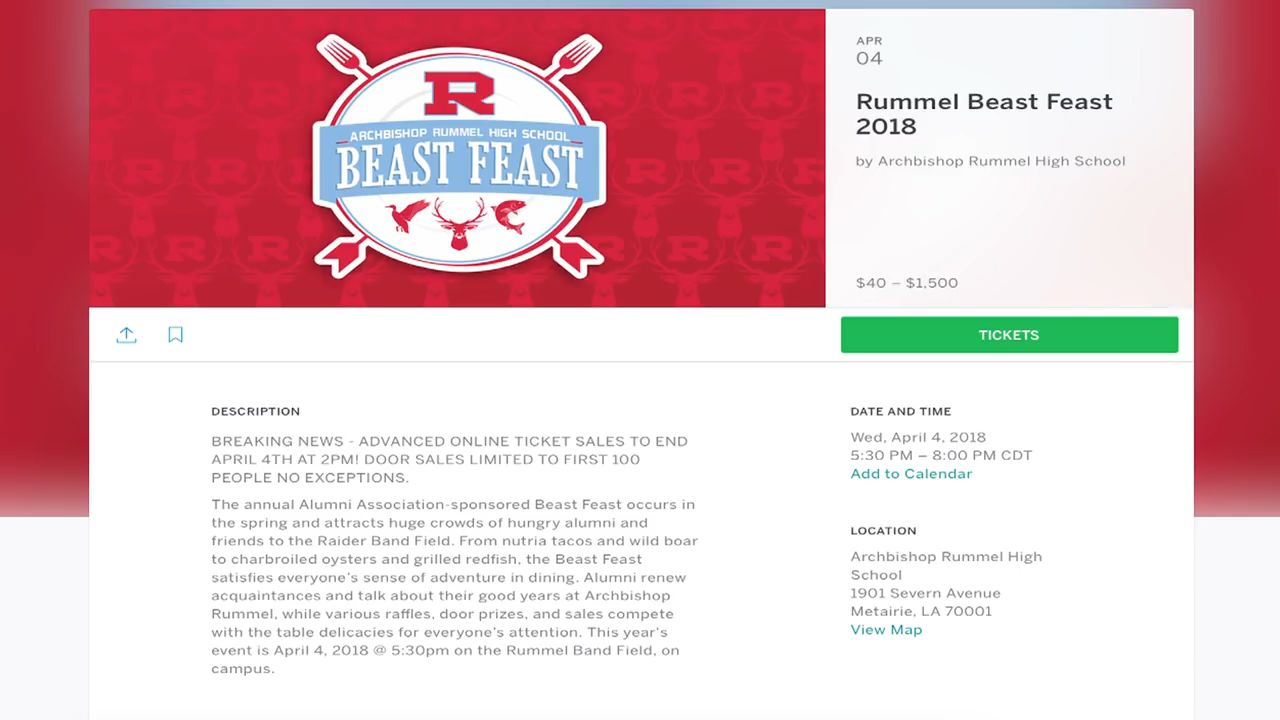 R
ARCHBISHOP RUMMEL HIGH SCHOOL
BEAST FEAST
APR
04
Rummel Beast Feast
2018
by Archbishop Rummel High School
$40 – $1,500
TICKETS
DESCRIPTION
BREAKING NEWS - ADVANCED ONLINE TICKET SALES TO END
APRIL 4TH AT 2PM! DOOR SALES LIMITED TO FIRST 100
PEOPLE NO EXCEPTIONS.
The annual Alumni Association-sponsored Beast Feast occurs in
the spring and attracts huge crowds of hungry alumni and
friends to the Raider Band Field. From nutria tacos and wild boar
to charbroiled oysters and grilled redfish, the Beast Feast
satisfies everyone's sense of adventure in dining. Alumni renew
acquaintances and talk about their good years at Archbishop
Rummel, while various raffles, door prizes, and sales compete
with the table delicacies for everyone's attention. This year's
event is April 4, 2018 @ 5:30pm on the Rummel Band Field, on
campus.
DATE AND TIME
Wed, April 4, 2018
5:30 PM – 8:00 PM CDT
Add to Calendar
LOCATION
Archbishop Rummel High
School
1901 Severn Avenue
Metairie, LA 70001
View Map